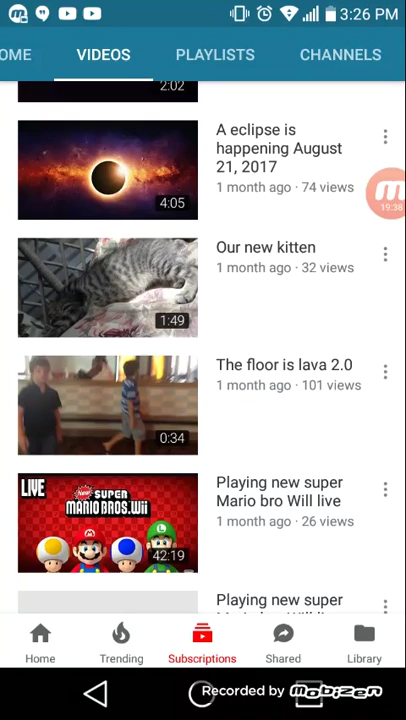 3:26 PM
OME VIDEOS PLAYLISTS CHANNELS
2:02
A eclipse is
happening August
21, 2017
1 month ago · 74 views
4:05
19:38
Our new kitten
1 month ago · 32 views
1:49
The floor is lava 2.0
1 month ago · 101 views
0:34
LIVE
New
SUPER
MARIO BROS.Wii
42:19
Playing new super
Mario bro Will live
1 month ago · 26 views
Playing new super
Home Trending Subscriptions Shared Library
Recorded by mobizen